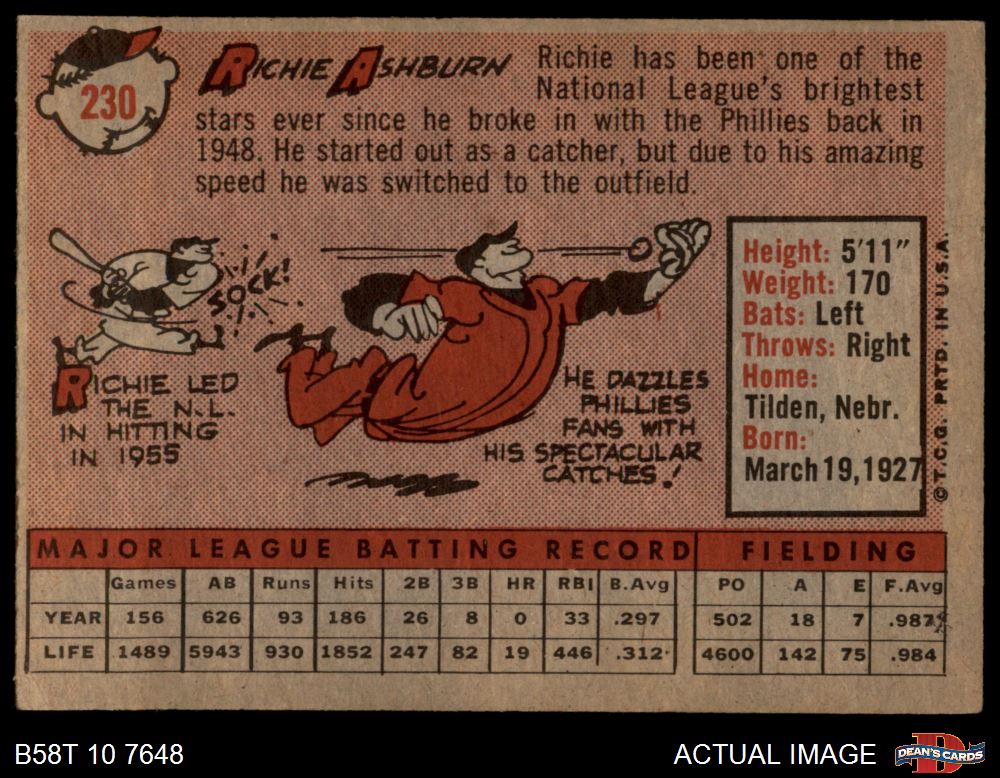 230
RICHIE ASHBURN
Richie has been one of the
National League's brightest
stars ever since he broke in with the Phillies back in
1948. He started out as a catcher, but due to his amazing
speed he was switched to the outfield.
SOCK!
RICHIE LED
THE N.L.
IN HITTING
IN 1955
HE DAZZLES
PHILLIES
FANS WITH
HIS SPECTACULAR
CATCHES!
Height: 5'11"
Weight: 170
Bats: Left
Throws: Right
Home:
Tilden, Nebr.
Born:
March 19, 1927
© T.C.G. PRTD. IN U.S.A.
MAJOR LEAGUE BATTING RECORD FIELDING
Games AB Runs Hits 2B 3B HR RBI B.Avg PO A E F.Avg
YEAR 156 626 93 186 26 8 0 33 .297 502 18 7 .987
LIFE 1489 5943 930 1852 247 82 19 446 .312 4600 142 75 .984
B58T 10 7648
ACTUAL IMAGE
D
DEAN'S CARDS